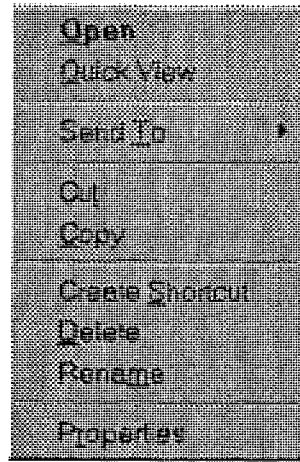 Open
Quick View
Send To
Cut
Copy
Create Shortcut
Delete
Rename
Properties